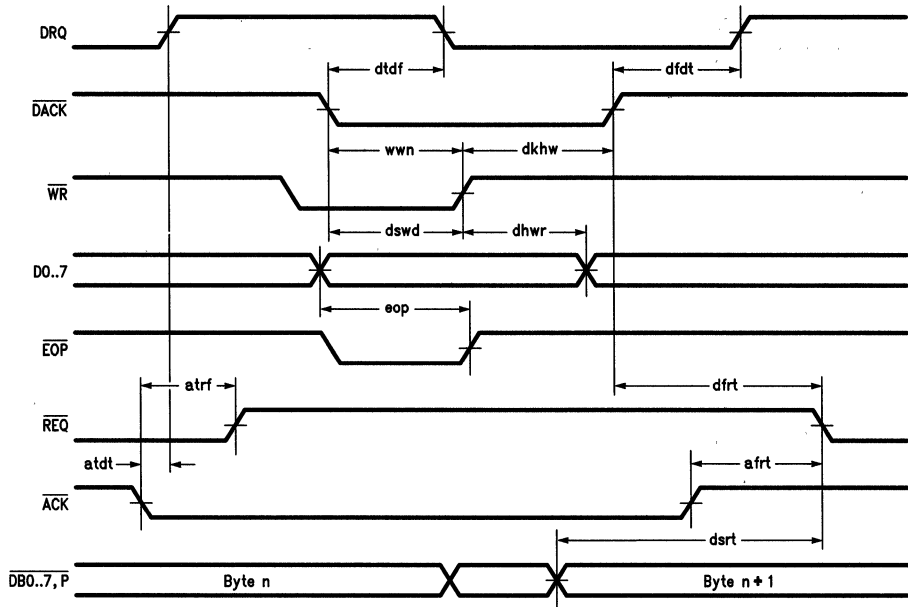 DRQ
dtdf dfdt
DACK
wwn dkhw
WR
dswd dhwr
D0..7
eop
EOP
atrf dfrt
REQ
atdt afrt
ACK
dsrt
DB0..7, P Byte n Byte n + 1